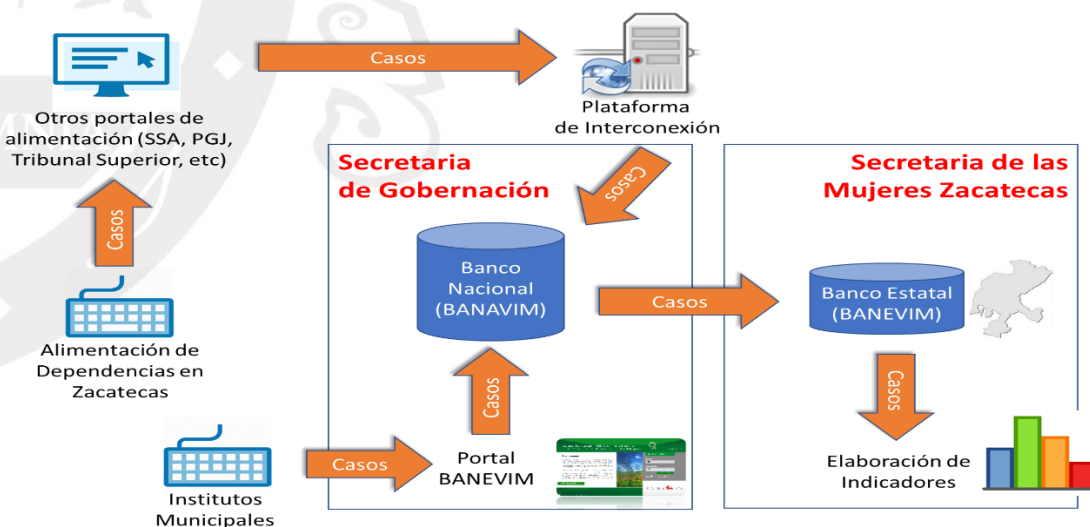 Casos
Otros portales de
alimentación (SSA, PGJ,
Tribunal Superior, etc)
Plataforma
de Interconexión
Casos
Alimentación de
Dependencias en
Zacatecas
Secretaria
de Gobernación
Casos
Banco
Nacional
(BANAVIM)
Casos
Casos
Portal
BANEVIM
Casos
Institutos
Municipales
Secretaria de las
Mujeres Zacatecas
Banco Estatal
(BANEVIM)
Casos
Elaboración de
Indicadores